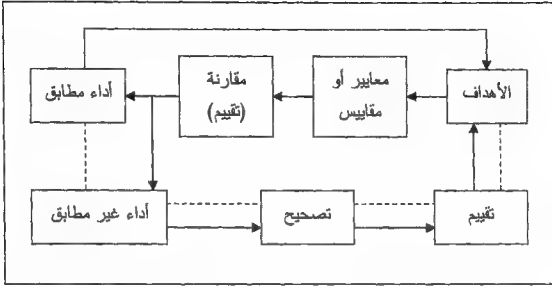 الأهداف
معايير أو
مقاييس
مقارنة
(تقييم)
أداء مطابق
أداء غير مطابق
تصحيح
تقييم